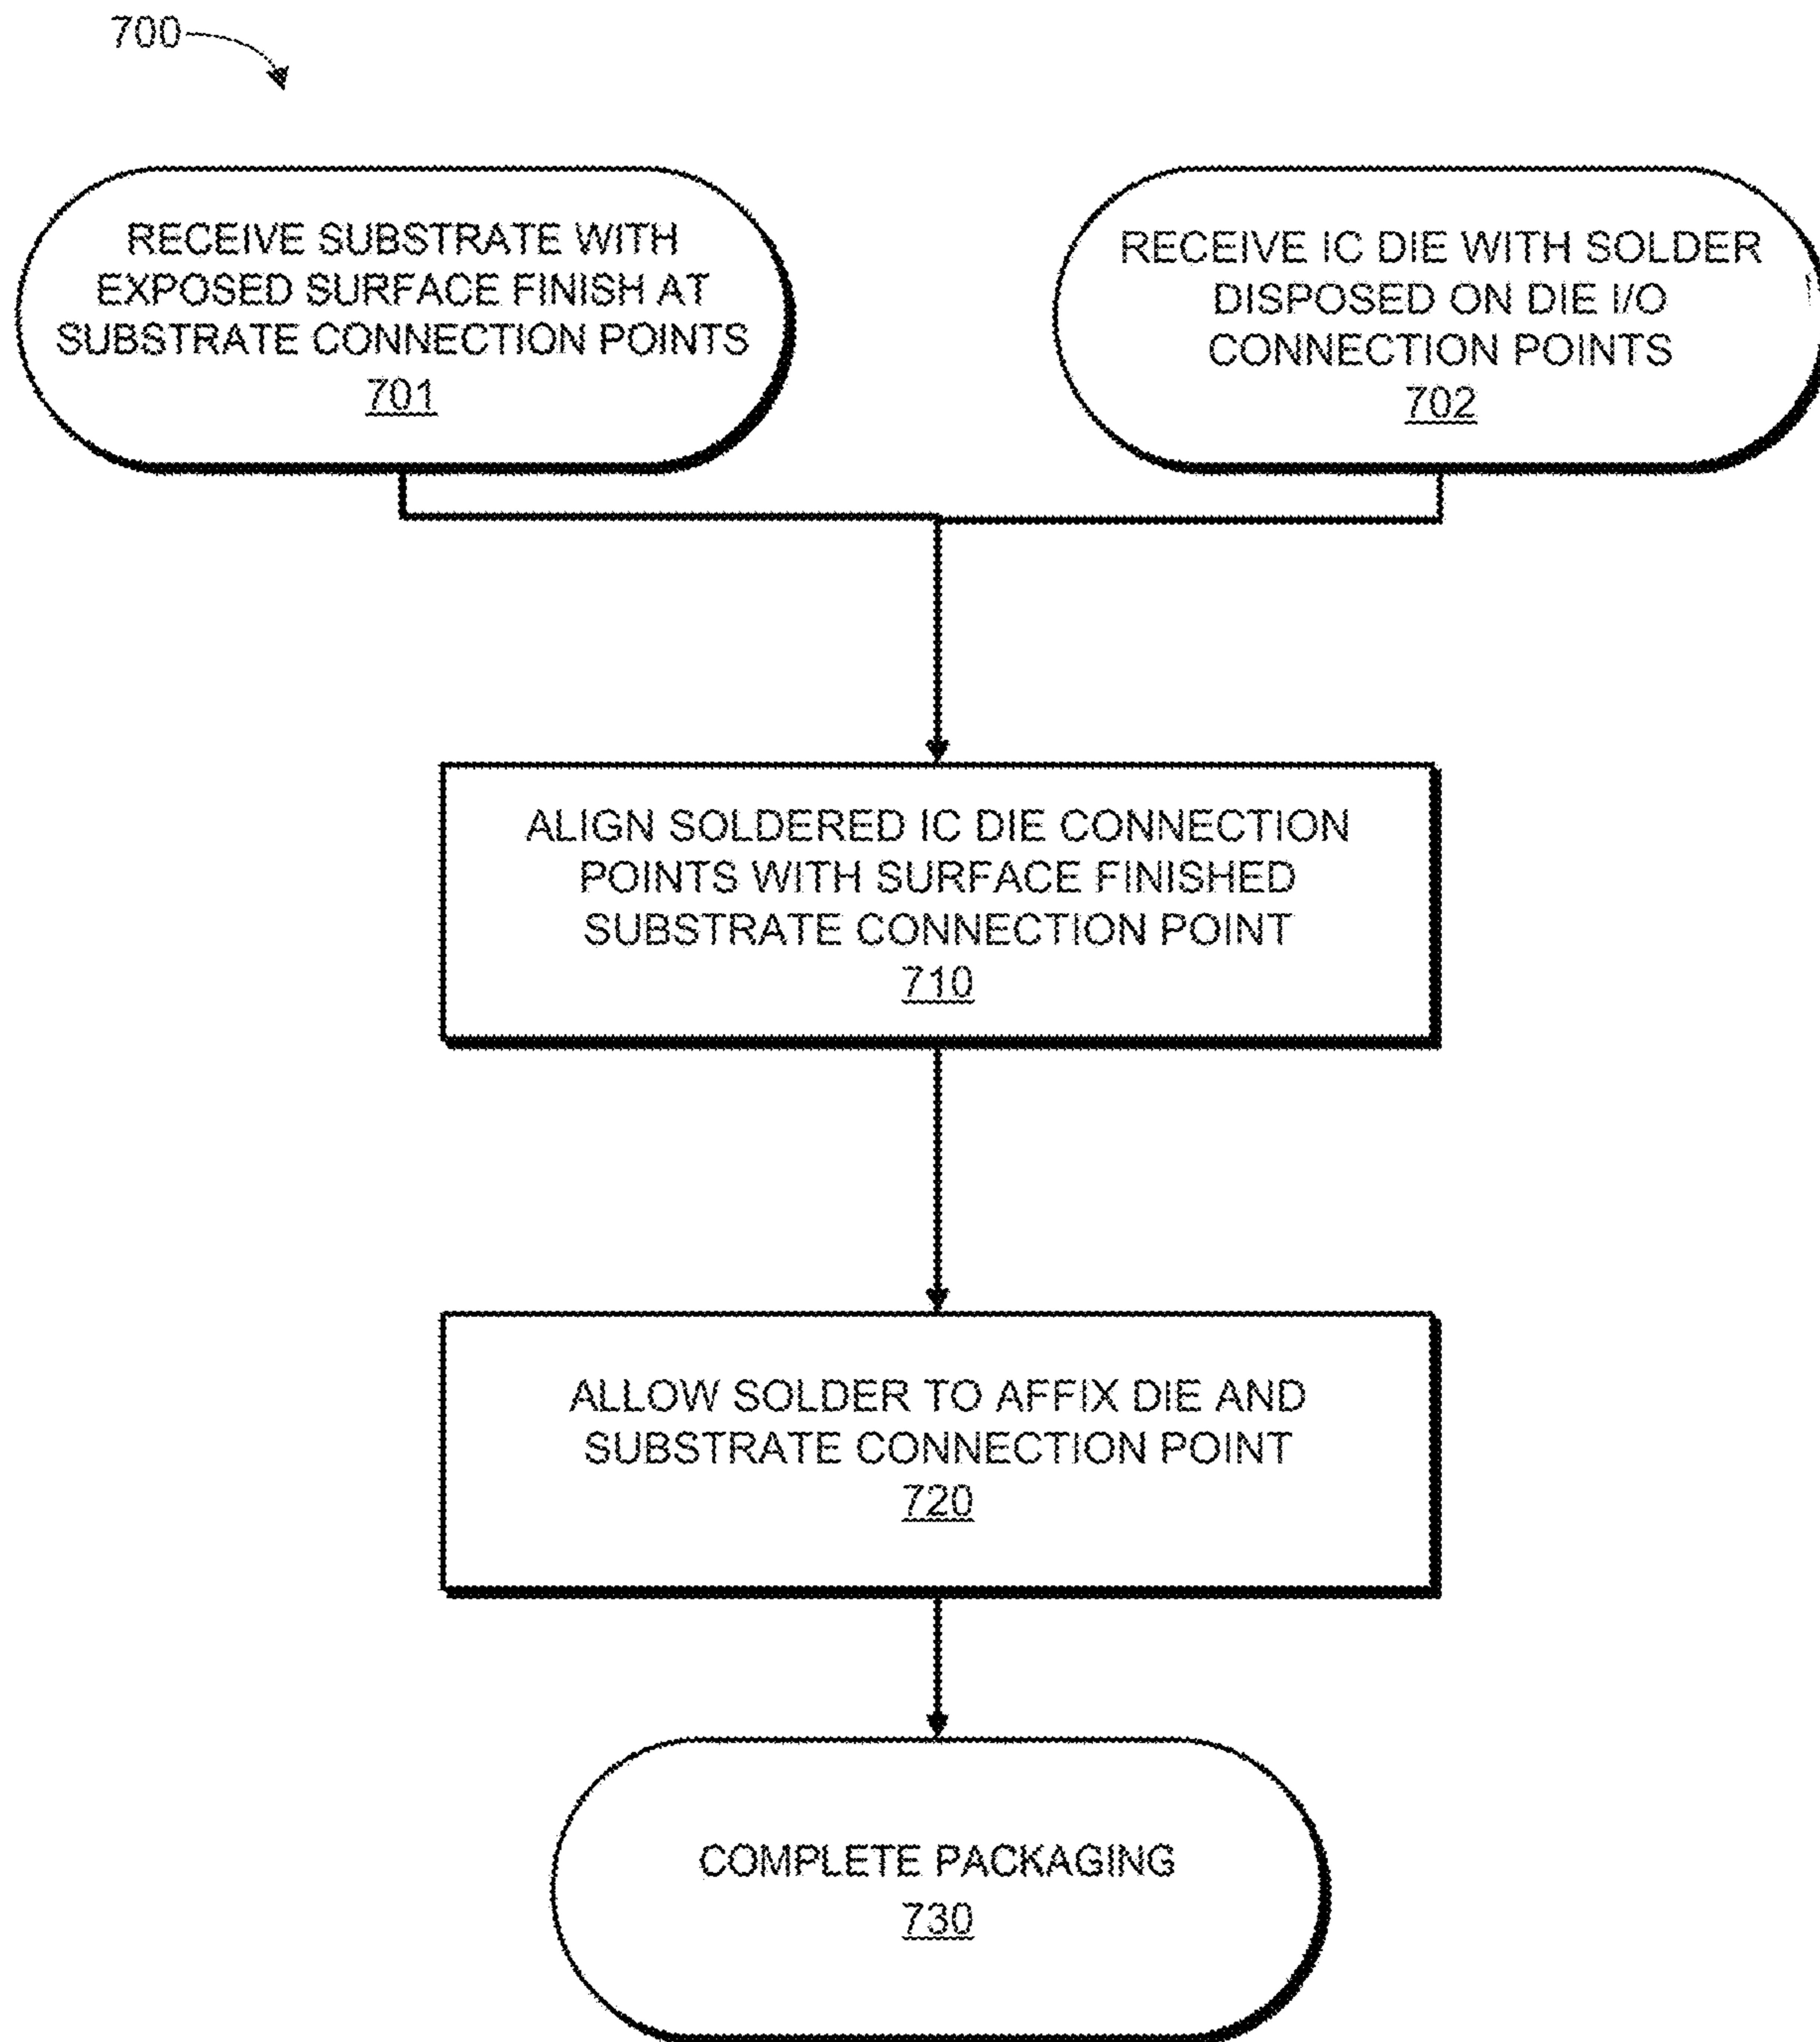 700
RECEIVE SUBSTRATE WITH
EXPOSED SURFACE FINISH AT
SUBSTRATE CONNECTION POINTS
701
RECEIVE IC DIE WITH SOLDER
DISPOSED ON DIE I/O
CONNECTION POINTS
702
ALIGN SOLDERED IC DIE CONNECTION
POINTS WITH SURFACE FINISHED
SUBSTRATE CONNECTION POINT
710
ALLOW SOLDER TO AFFIX DIE AND
SUBSTRATE CONNECTION POINT
720
COMPLETE PACKAGING
730